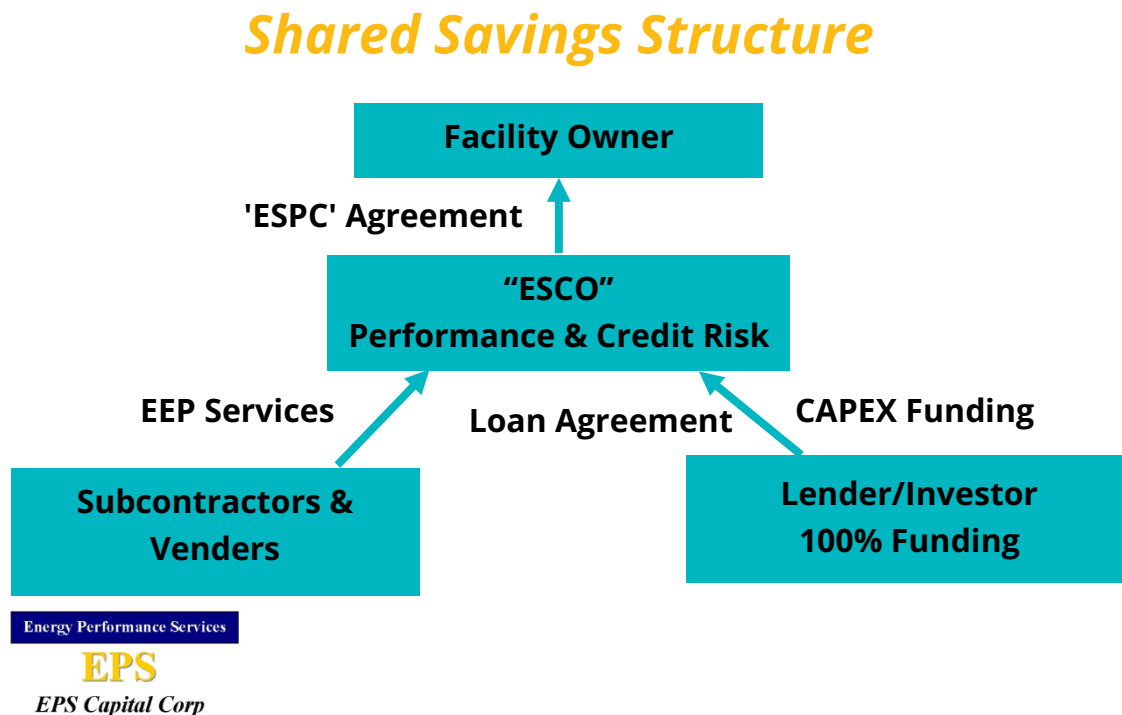 Shared Savings Structure
Facility Owner
'ESPC' Agreement
“ESCO”
Performance & Credit Risk
EEP Services
Loan Agreement
CAPEX Funding
Subcontractors &
Venders
Lender/Investor
100% Funding
Energy Performance Services
EPS
EPS Capital Corp